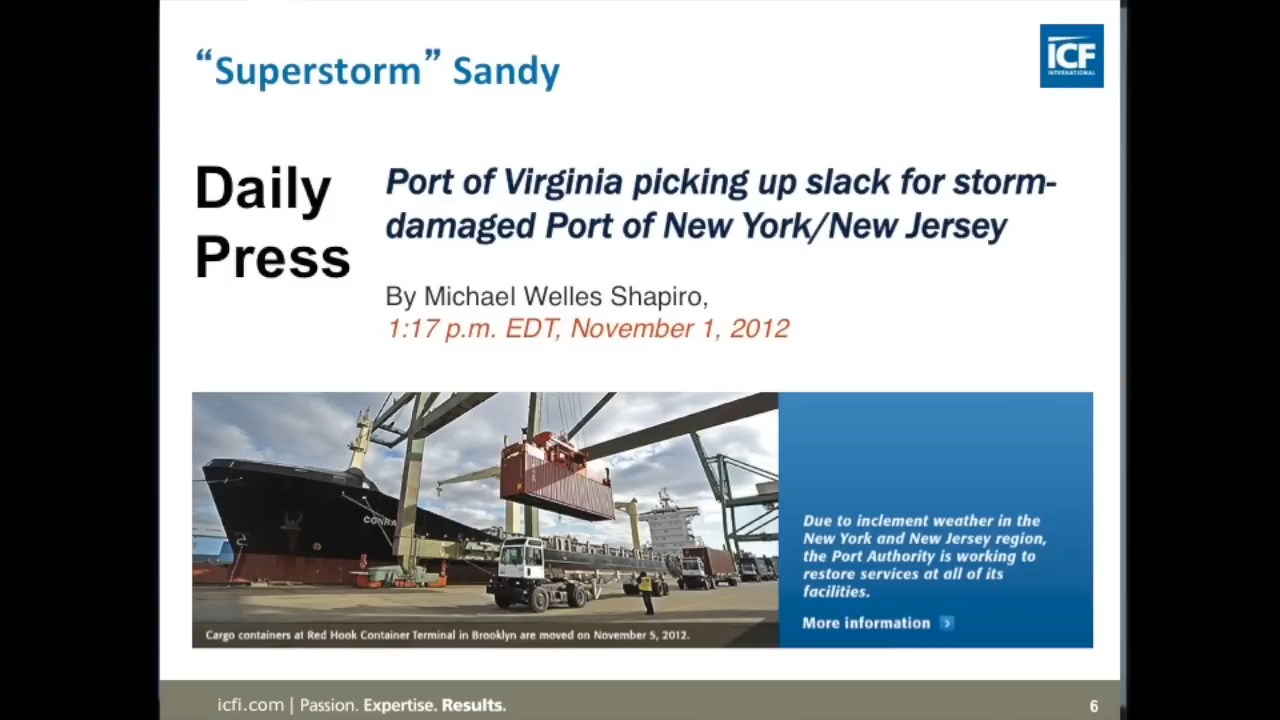 “Superstorm” Sandy
ICF
INTERNATIONAL
Daily
Press
Port of Virginia picking up slack for storm-
damaged Port of New York/New Jersey
By Michael Welles Shapiro,
1:17 p.m. EDT, November 1, 2012
CONRA
Due to inclement weather in the
New York and New Jersey region,
the Port Authority is working to
restore services at all of its
facilities.
More information
Cargo containers at Red Hook Container Terminal in Brooklyn are moved on November 5, 2012.
icfi.com | Passion. Expertise. Results.
6